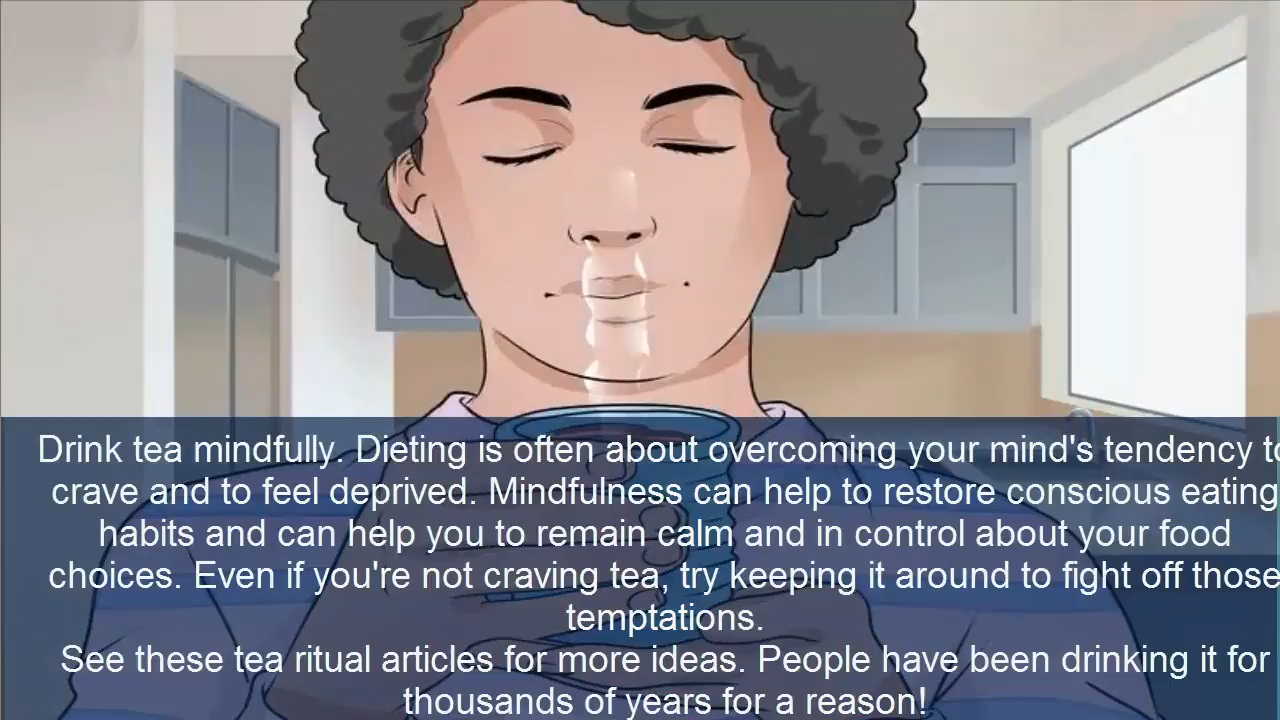 Drink tea mindfully. Dieting is often about overcoming your mind's tendency to
crave and to feel deprived. Mindfulness can help to restore conscious eating
habits and can help you to remain calm and in control about your food
choices. Even if you're not craving tea, try keeping it around to fight off those
temptations.
See these tea ritual articles for more ideas. People have been drinking it for
thousands of years for a reason!